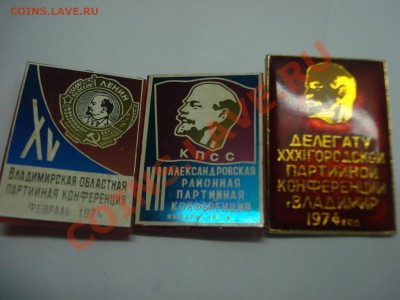 COINS.LAVE.RU
ЛЕНИН
XV
ВЛАДИМИРСКАЯ ОБЛАСТНАЯ
ПАРТИЙНАЯ КОНФЕРЕНЦИЯ
ФЕВРАЛЬ
КПСС
АЛЕКСАНДРОВСКАЯ
РАЙОННАЯ
ПАРТИЙНАЯ
КОНФЕРЕНЦИЯ
ДЕЛЕГАТУ
XXXII ГОРОДСКОЙ
ПАРТИЙНОЙ
КОНФЕРЕНЦИИ
г. ВЛАДИМИР
1974 год